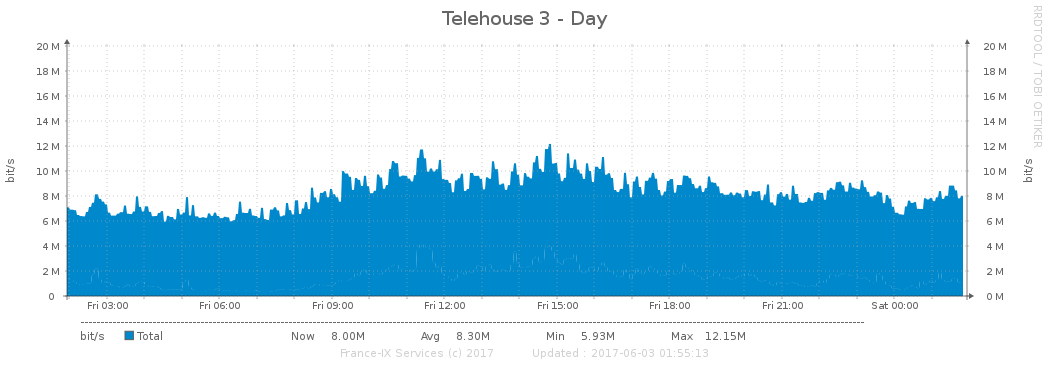 Telehouse 3 - Day
RRDTOOL / TOBI OETIKER
bit/s
bit/s
20 M 20 M
18 M 18 M
16 M 16 M
14 M 14 M
12 M 12 M
10 M 10 M
8 M 8 M
6 M 6 M
4 M 4 M
2 M 2 M
0 0 M
Fri 03:00 Fri 06:00 Fri 09:00 Fri 12:00 Fri 15:00 Fri 18:00 Fri 21:00 Sat 00:00
bit/s Total Now 8.00M Avg 8.30M Min 5.93M Max 12.15M
France-IX Services (c) 2017 Updated : 2017-06-03 01:55:13